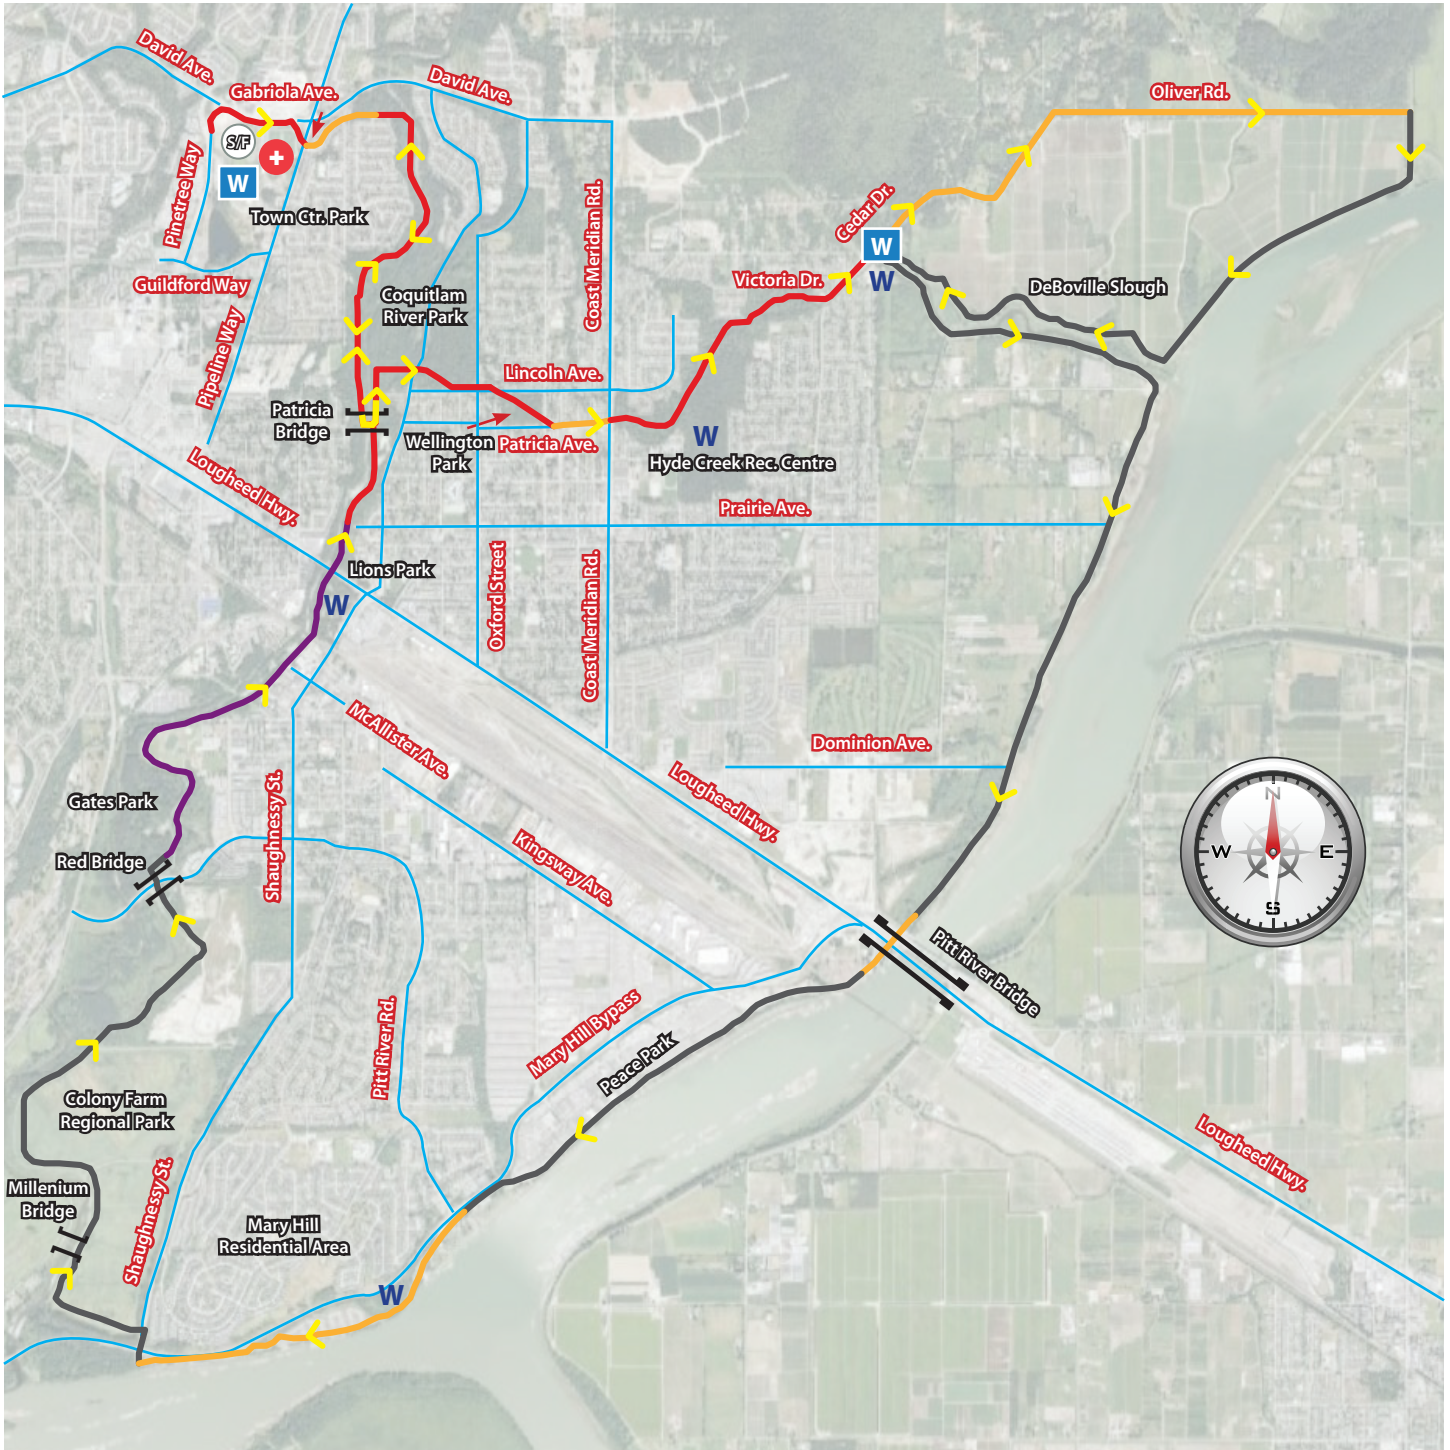 David Ave.
Gabriola Ave.
David Ave.
Oliver Rd.
S/F
W
Pinetree Way
Town Ctr. Park
Coast Meridian Rd.
Cedar Dr.
W
W
Guildford Way
Victoria Dr.
DeBoville Slough
Coquitlam
River Park
Pipeline Way
Lincoln Ave.
Patricia
Bridge
Wellington
Park
Patricia Ave.
W
Hyde Creek Rec. Centre
Lougheed Hwy.
Prairie Ave.
Lions Park
W
Oxford Street
Coast Meridian Rd.
McAllister Ave.
Dominion Ave.
Lougheed Hwy.
Gates Park
Shaughnessy St.
Kingsway Ave.
N
W
E
S
Red Bridge
Pitt River Bridge
Pitt River Rd.
Mary Hill Bypass
Peace Park
Colony Farm
Regional Park
Lougheed Hwy.
Millenium
Bridge
Shaughnessy St.
Mary Hill
Residential Area
W